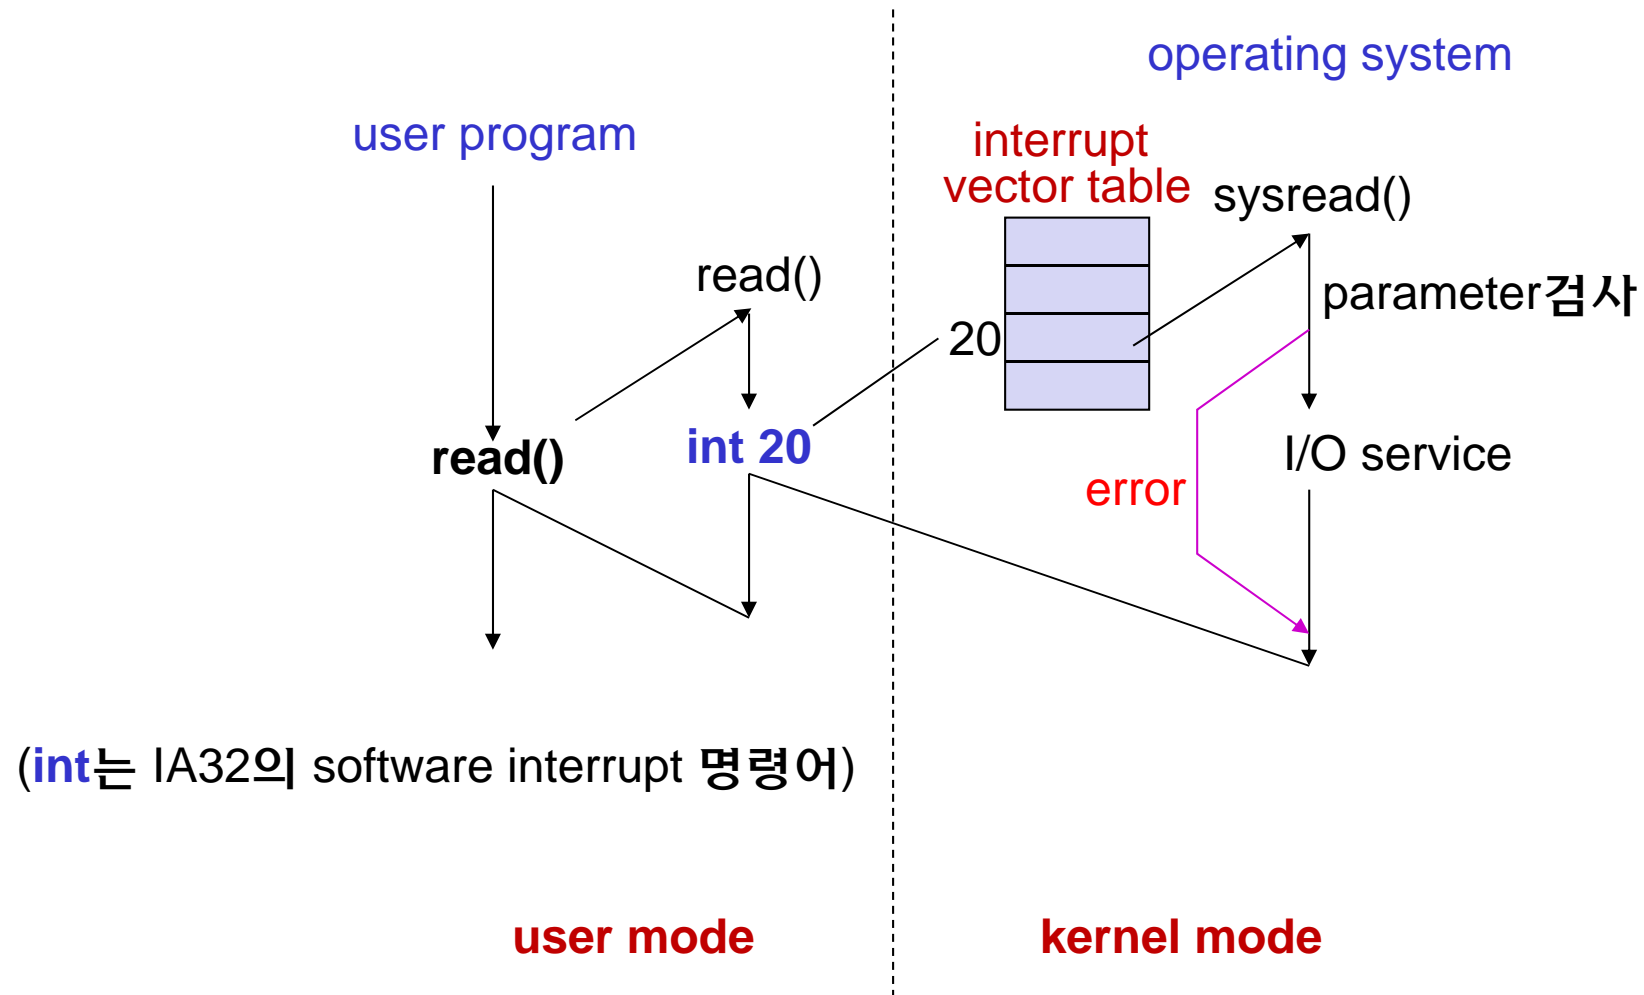 operating system
user program
interrupt
vector table
sysread()
read()
parameter검사
20
read()
int 20
I/O service
error
(int는 IA32의 software interrupt 명령어)
user mode
kernel mode